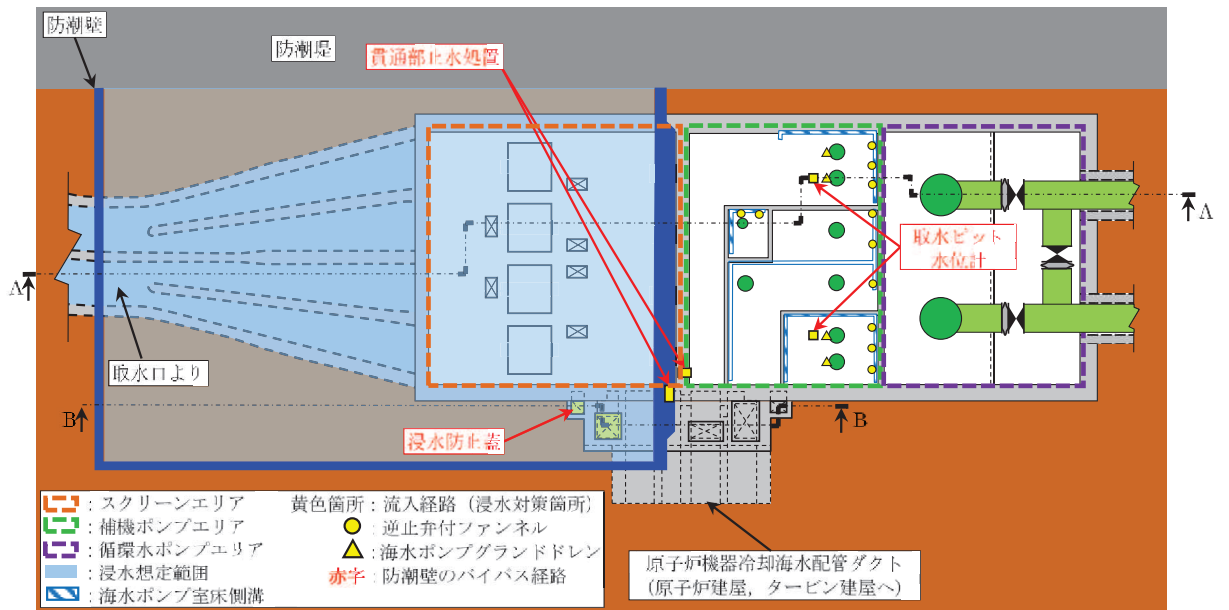 防潮壁
防潮堤
貫通部止水処置
取水ピット
水位計
A
A
取水口より
B
B
浸水防止蓋
：スクリーンエリア
：補機ポンプエリア
：循環水ポンプエリア
：浸水想定範囲
：海水ポンプ室床側溝
黄色箇所：流入経路（浸水対策箇所）
：逆止弁付ファンネル
：海水ポンプグランドドレン
赤字：防潮壁のバイパス経路
原子炉機器冷却海水配管ダクト
（原子炉建屋，タービン建屋へ）